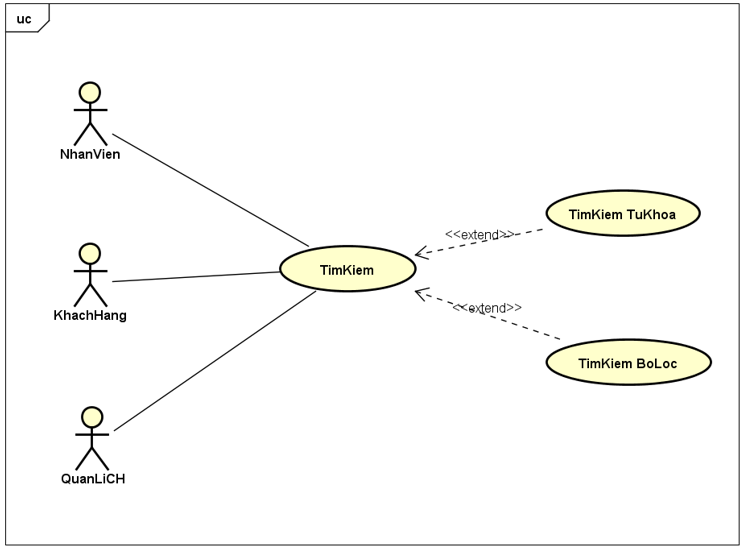 uc
NhanVien
TimKiem TuKhoa
<<extend>>
TimKiem
KhachHang
<<extend>>
TimKiem BoLoc
QuanLiCH